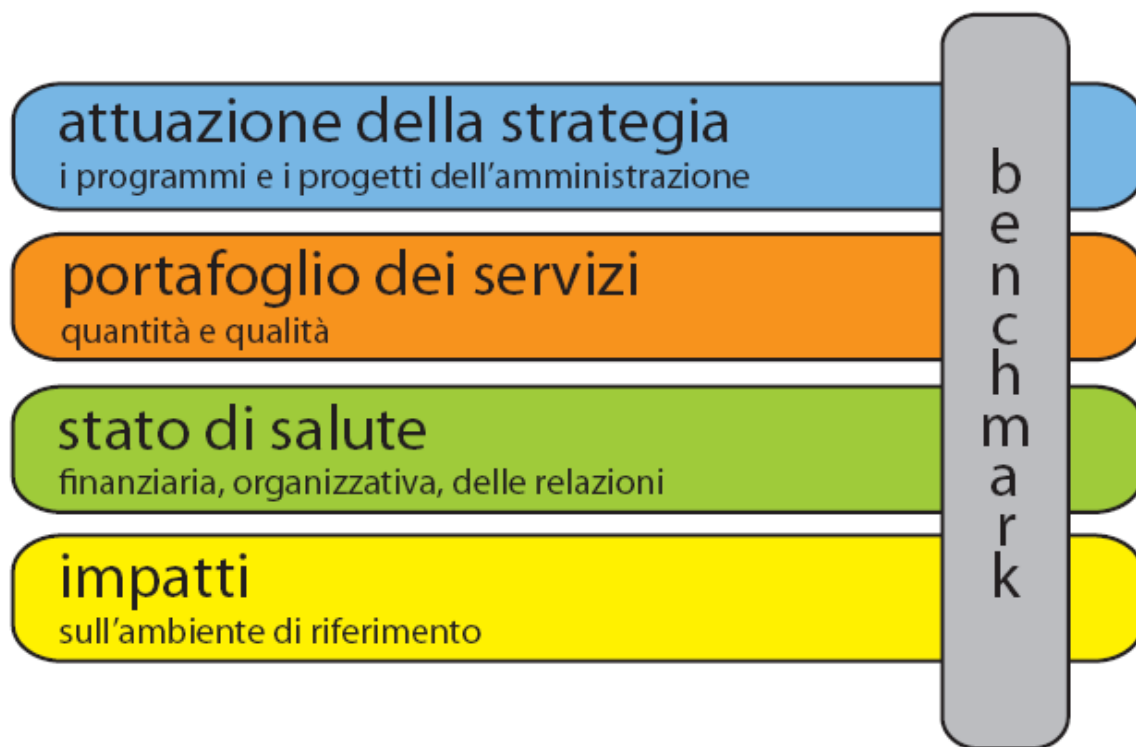 attuazione della strategia
i programmi e i progetti dell'amministrazione
portafoglio dei servizi
quantità e qualità
stato di salute
finanziaria, organizzativa, delle relazioni
impatti
sull'ambiente di riferimento
benchmark